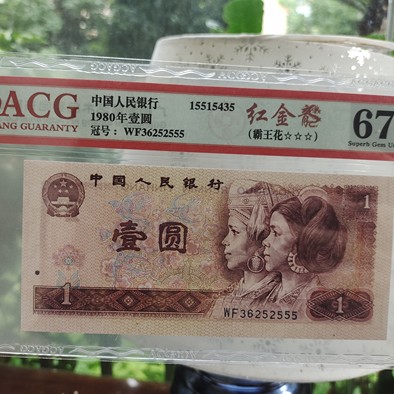 ACG
ANG GUARANTY
中国人民银行
1980年壹圆
冠号： WF36252555
15515435
红金龙
（霸王花☆☆☆）
67
Superb Gem U
中国人民银行
壹圆
1
1
1
WF36252555